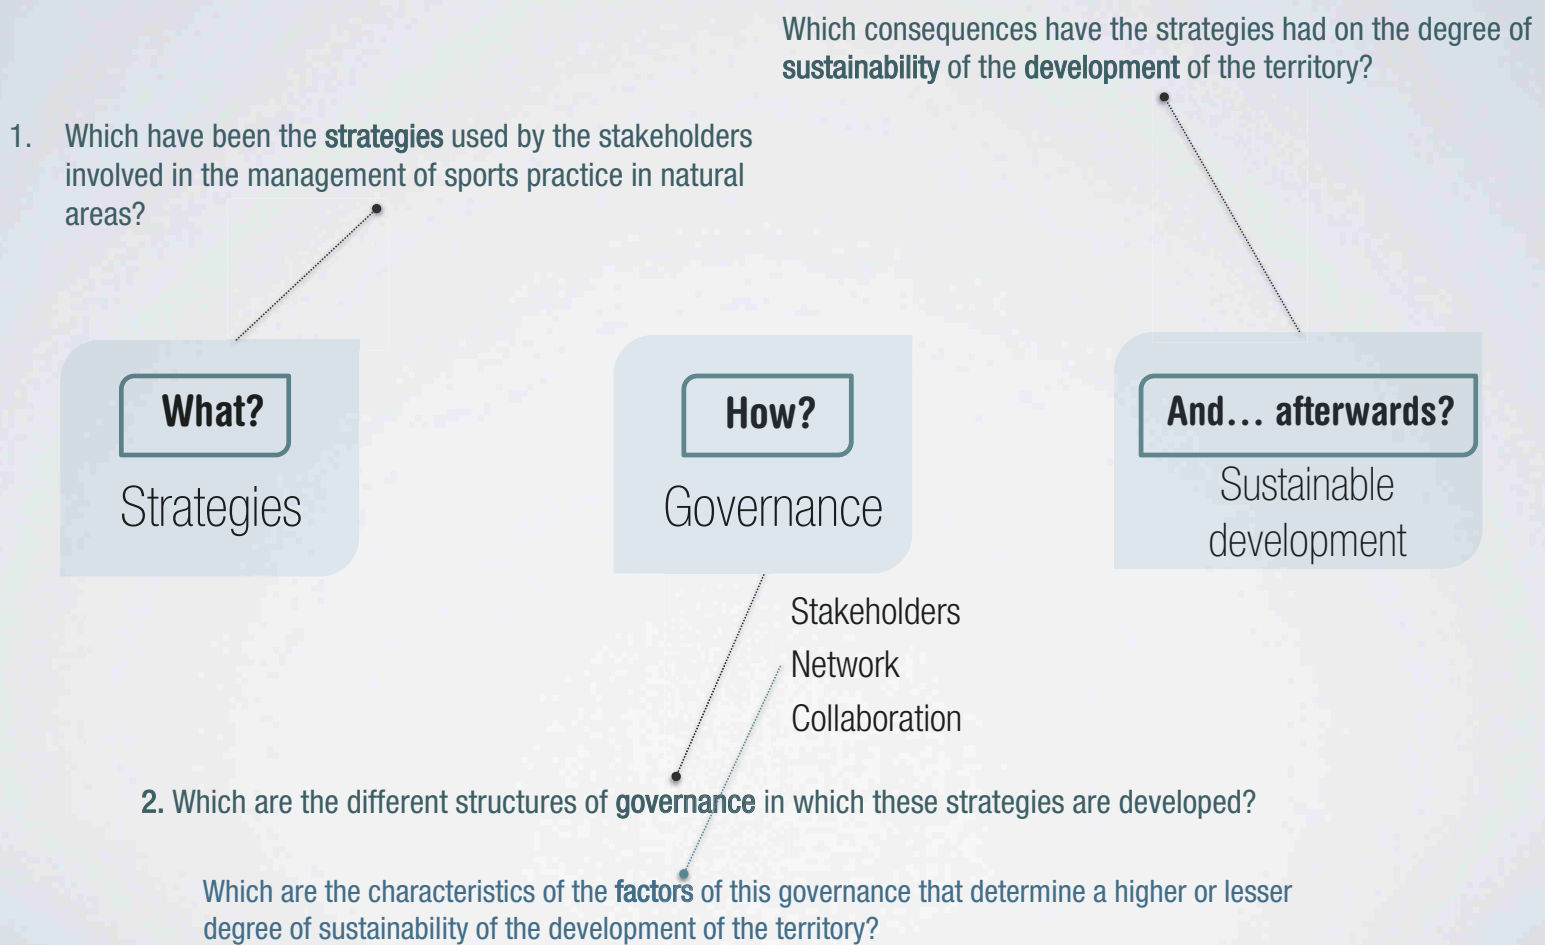 Which consequences have the strategies had on the degree of
sustainability of the development of the territory?
1. Which have been the strategies used by the stakeholders
involved in the management of sports practice in natural
areas?
What?
Strategies
How?
Governance
And… afterwards?
Sustainable
development
Stakeholders
Network
Collaboration
2. Which are the different structures of governance in which these strategies are developed?
Which are the characteristics of the factors of this governance that determine a higher or lesser
degree of sustainability of the development of the territory?